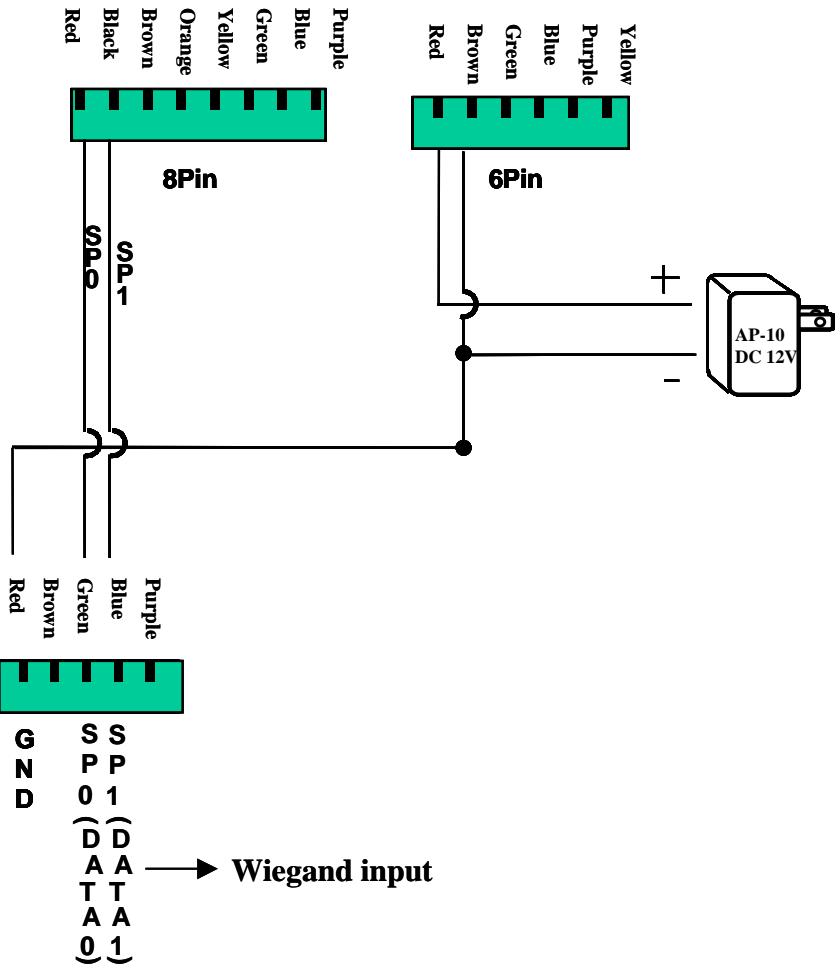 Red
Black
Brown
Orange
Yellow
Green
Blue
Purple
Red
Brown
Green
Blue
Purple
Yellow
8Pin
6Pin
SP0
SP1
+
AP-10
DC 12V
–
Red
Brown
Green
Blue
Purple
GND
SP0(DATA0)
SP1(DATA1)
Wiegand input